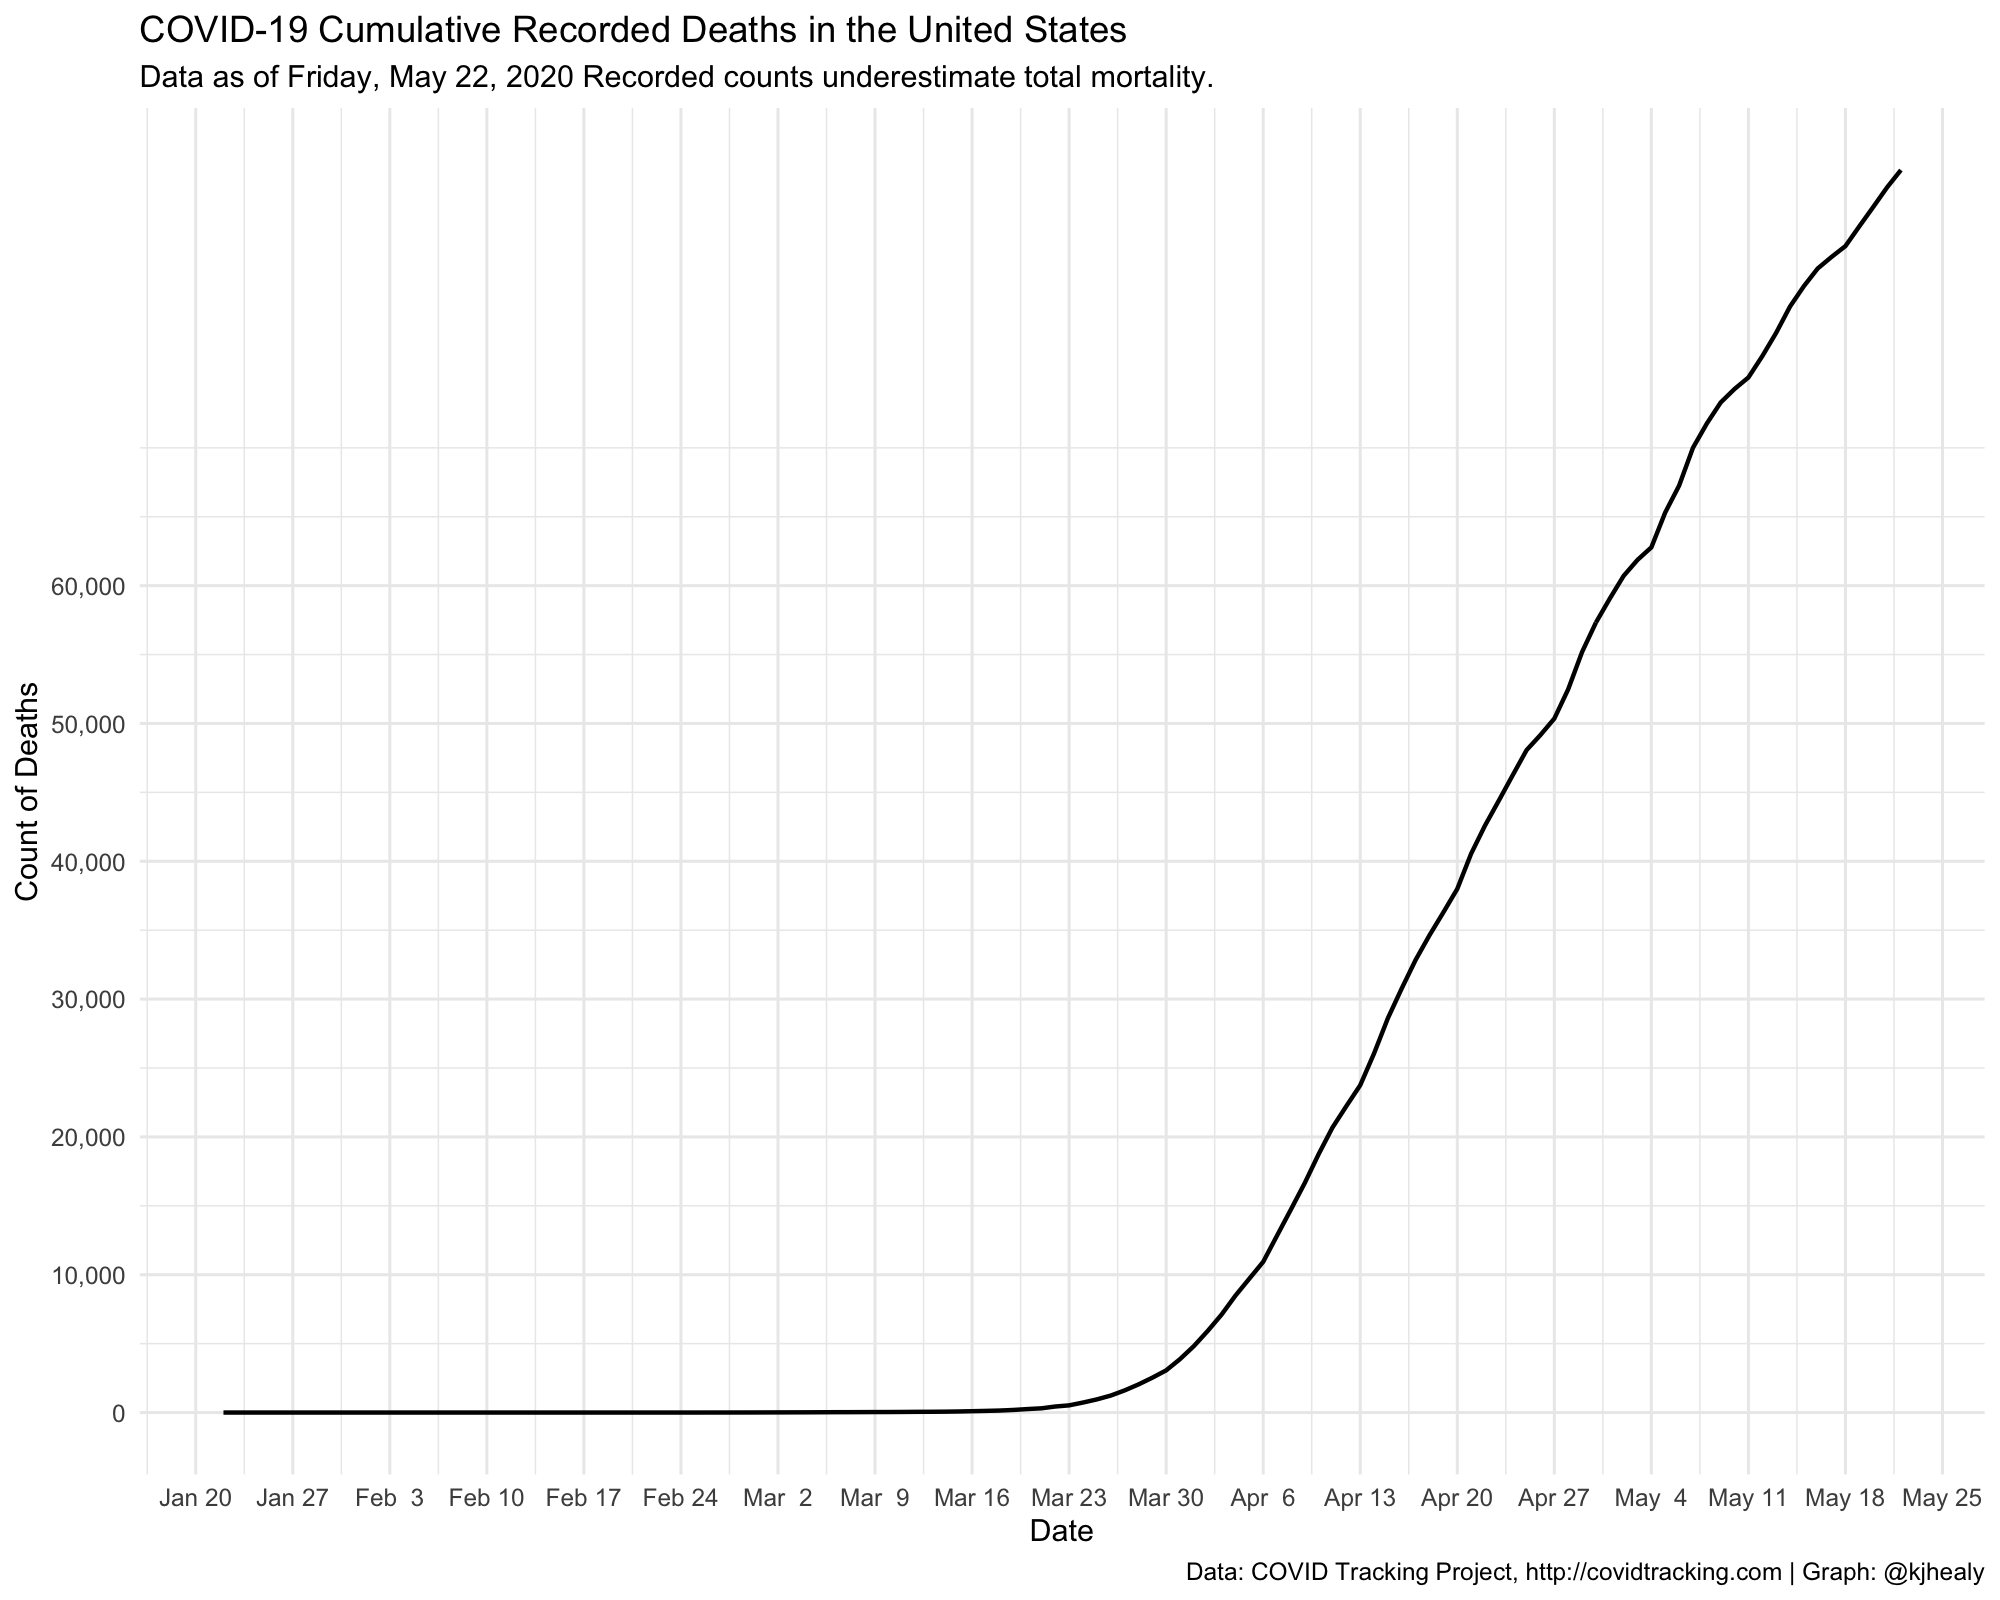 COVID-19 Cumulative Recorded Deaths in the United States
Data as of Friday, May 22, 2020 Recorded counts underestimate total mortality.
Count of Deaths
60,000
50,000
40,000
30,000
20,000
10,000
0
Jan 20 Jan 27 Feb 3 Feb 10 Feb 17 Feb 24 Mar 2 Mar 9 Mar 16 Mar 23 Mar 30 Apr 6 Apr 13 Apr 20 Apr 27 May 4 May 11 May 18 May 25
Date
Data: COVID Tracking Project, http://covidtracking.com | Graph: @kjhealy